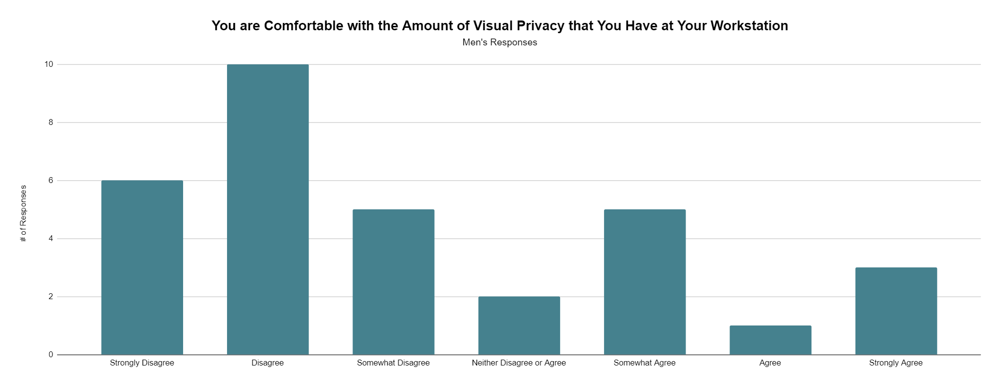 You are Comfortable with the Amount of Visual Privacy that You Have at Your Workstation
Men's Responses
# of Responses
10
8
6
4
2
0
Strongly Disagree
Disagree
Somewhat Disagree
Neither Disagree or Agree
Somewhat Agree
Agree
Strongly Agree